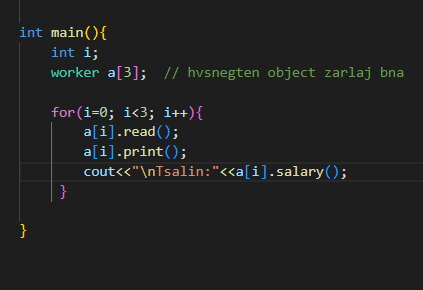 int main(){
int i;
worker a[3];  // hvsnegten object zarlaj bna
for(i=0; i<3; i++){
a[i].read();
a[i].print();
cout<<"\nTsalin:"<<a[i].salary();
}
}